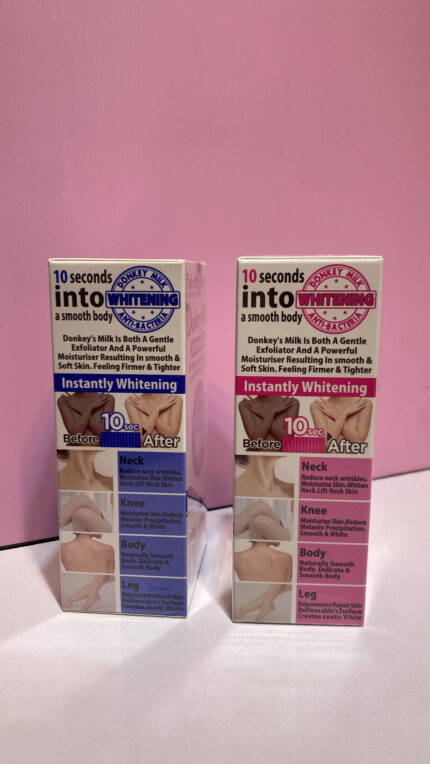 10 seconds
into
a smooth body
DONKEY MILK
WHITENING
ANTI-BACTERIA
Donkey's Milk Is Both A Gentle
Exfoliator And A Powerful
Moisturiser Resulting In smooth &
Soft Skin. Feeling Firmer & Tighter
Instantly Whitening
10 sec
Before
After
Neck
Reduce neck wrinkles.
Moisturize Skin.Whiten
Neck.Lift Neck Skin
Knee
Moisturize Skin.Reduce
Melanin Precipitation.
Smooth & White
Body
Naturally Smooth
Body. Delicate &
Smooth Body
Leg
RejuvenatesRepairSkin
Refines skin's Surface
Creates exotic White
10 seconds
into
a smooth body
DONKEY MILK
WHITENING
ANTI-BACTERIA
Donkey's Milk Is Both A Gentle
Exfoliator And A Powerful
Moisturiser Resulting In smooth &
Soft Skin. Feeling Firmer & Tighter
Instantly Whitening
10 sec
Before
After
Neck
Reduce neck wrinkles.
Moisturize Skin.Whiten
Neck.Lift Neck Skin
Knee
Moisturize Skin.Reduce
Melanin Precipitation.
Smooth & White
Body
Naturally Smooth
Body. Delicate &
Smooth Body
Leg
RejuvenatesRepairSkin
Refines skin's Surface
Creates exotic White